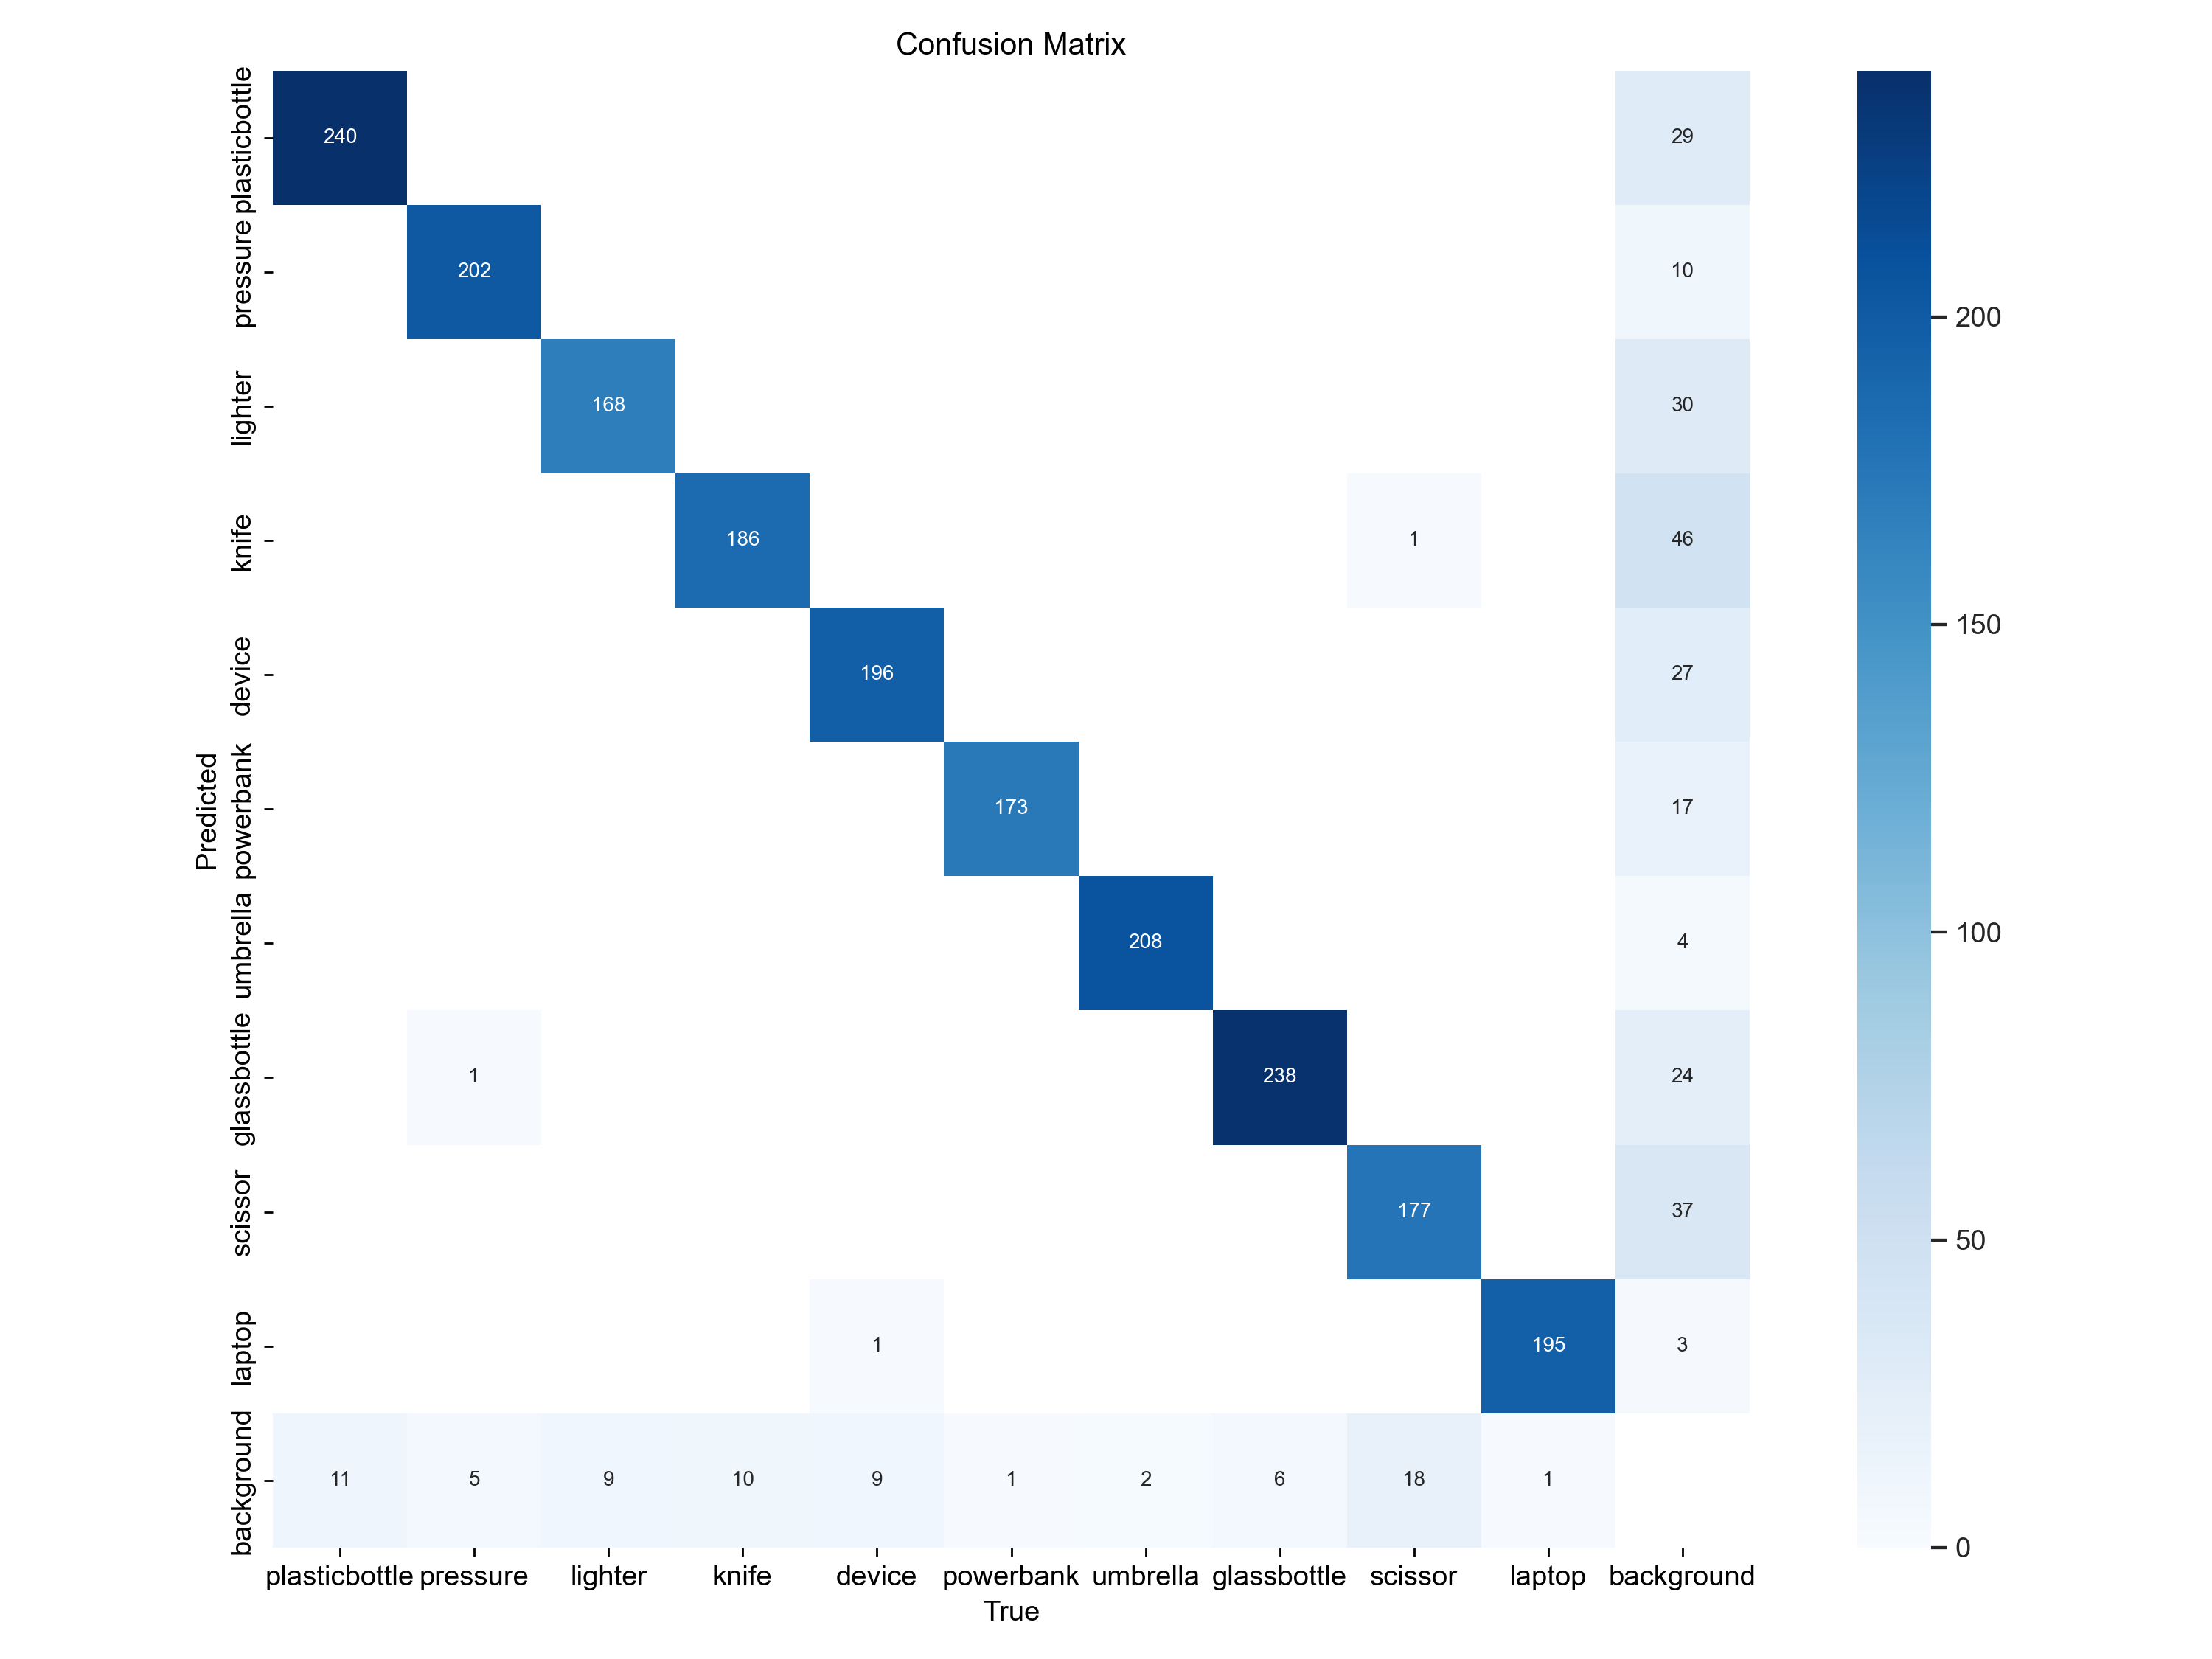 Confusion Matrix
plasticbottle 240 29
pressure 202 10
lighter 168 30
knife 186 1 46
device 196 27
powerbank 173 17
umbrella 208 4
glassbottle 1 238 24
scissor 177 37
laptop 1 195 3
background 11 5 9 10 9 1 2 6 18 1
plasticbottle pressure lighter knife device powerbank umbrella glassbottle scissor laptop background
True
Predicted
200
150
100
50
0